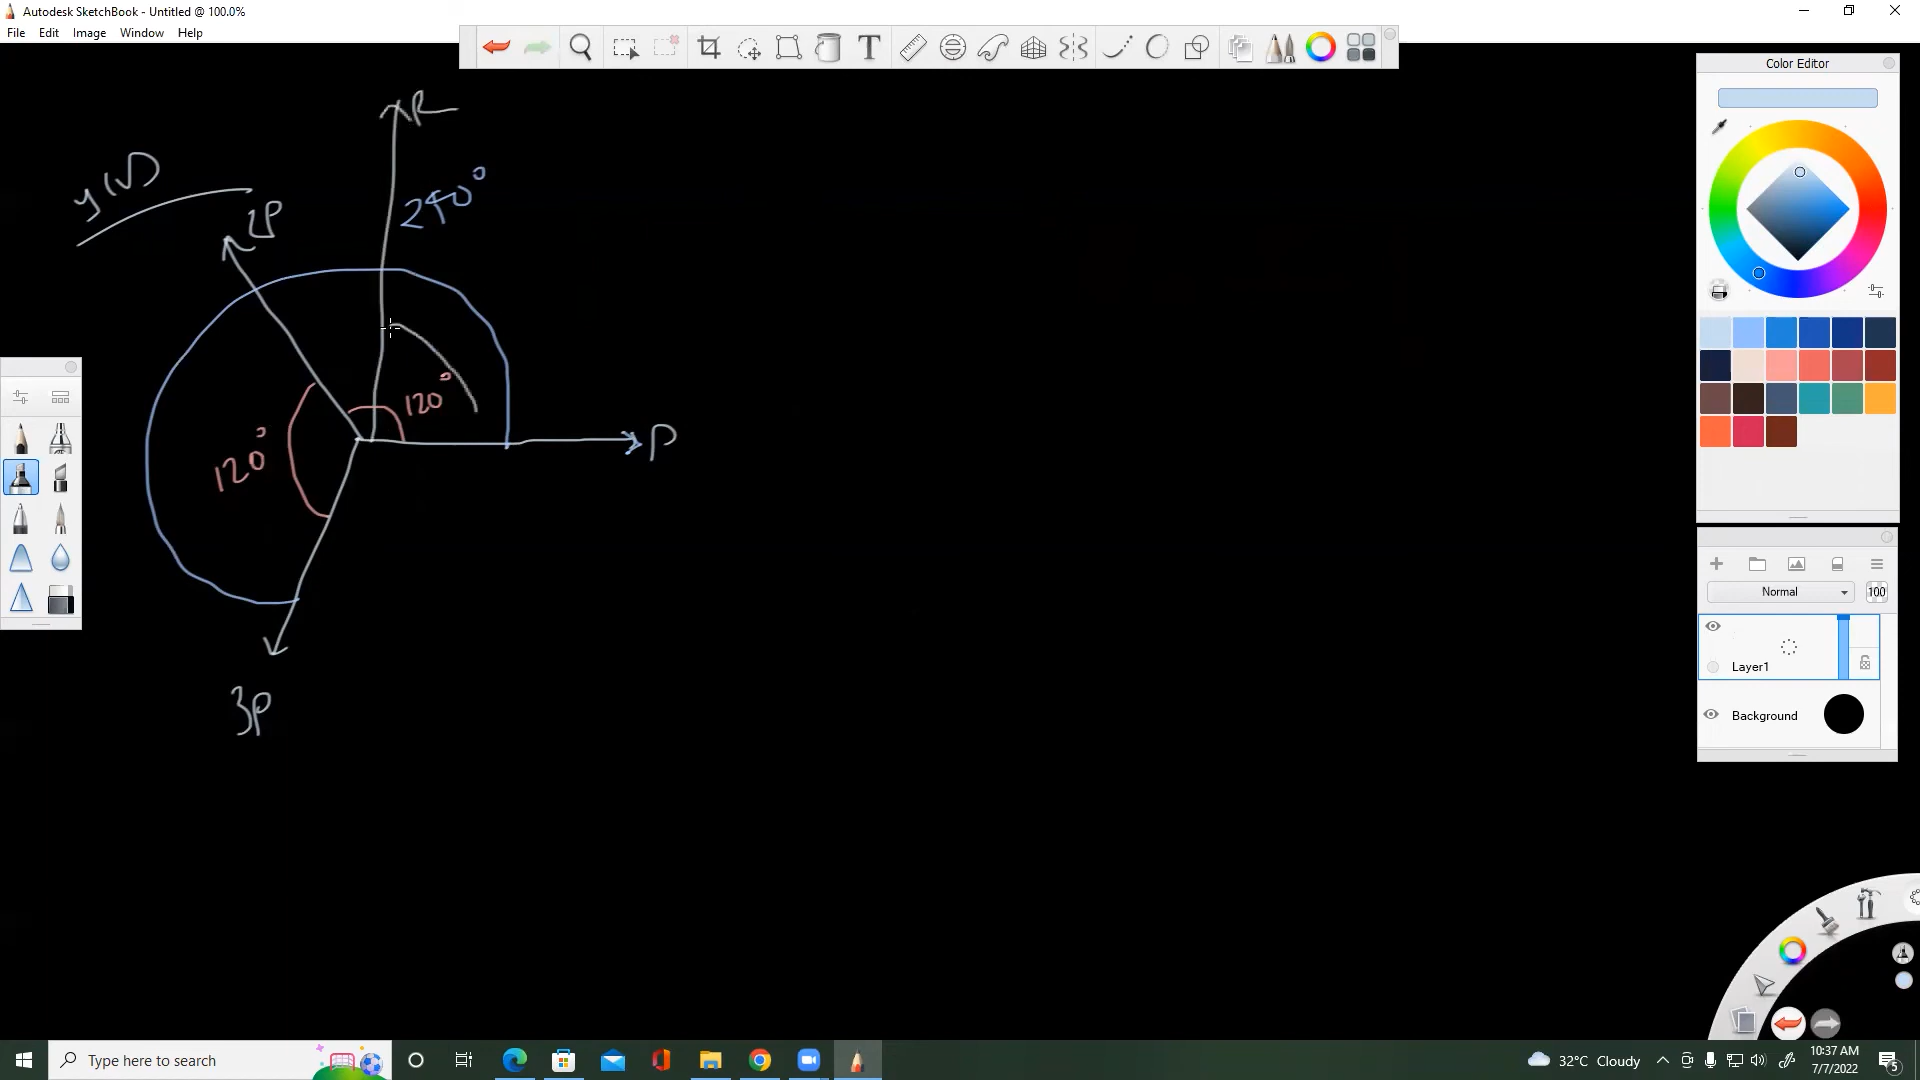 Autodesk SketchBook - Untitled @ 100.0%
File Edit Image Window Help
Color Editor
R
y(v)
2P
240°
120°
P
120°
3P
Normal 100
Layer1
Background
Type here to search
32°C Cloudy
10:37 AM
7/7/2022
5